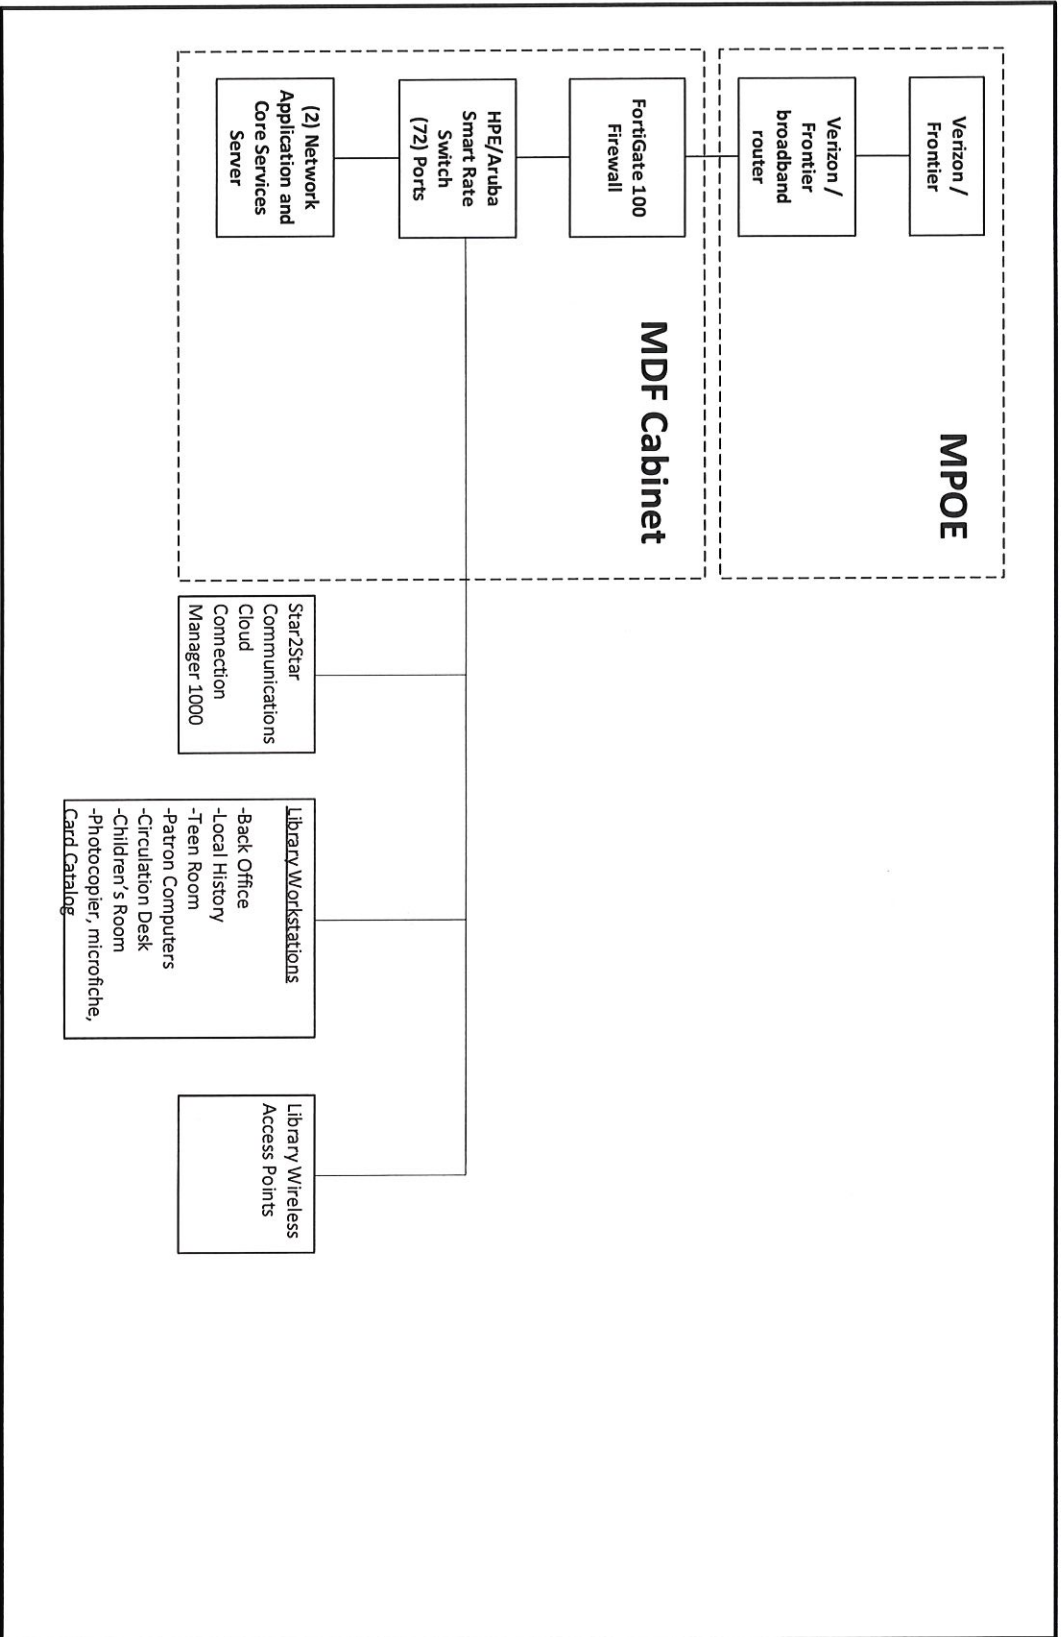 MPOE
Verizon /
Frontier
Verizon /
Frontier
broadband
router
MDF Cabinet
FortiGate 100
Firewall
HPE/Aruba
Smart Rate
Switch
(72) Ports
(2) Network
Application and
Core Services
Server
Star2Star
Communications
Cloud
Connection
Manager 1000
Library Workstations
-Back Office
-Local History
-Teen Room
-Patron Computers
-Circulation Desk
-Children's Room
-Photocopier, microfiche,
Card Catalog
Library Wireless
Access Points